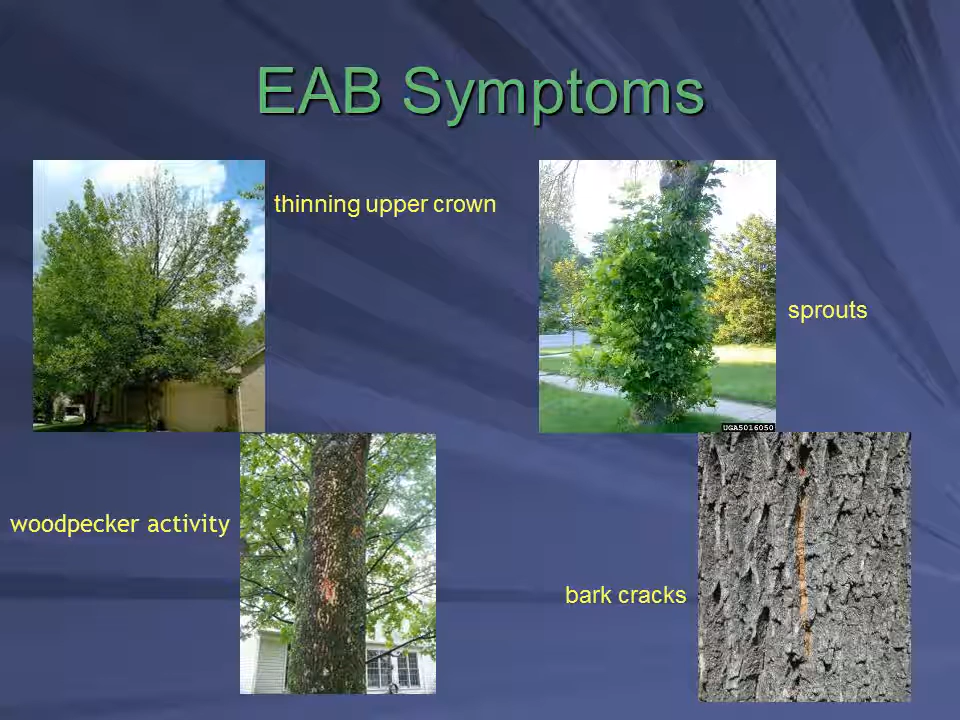 EAB Symptoms
thinning upper crown
sprouts
UGA5016050
woodpecker activity
bark cracks